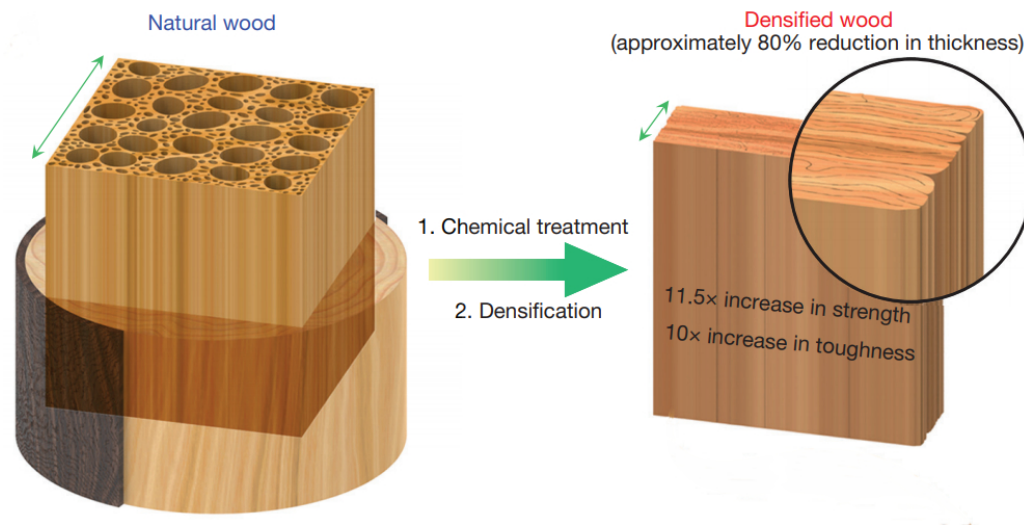 Natural wood
Densified wood
(approximately 80% reduction in thickness)
1. Chemical treatment
2. Densification
11.5× increase in strength
10× increase in toughness